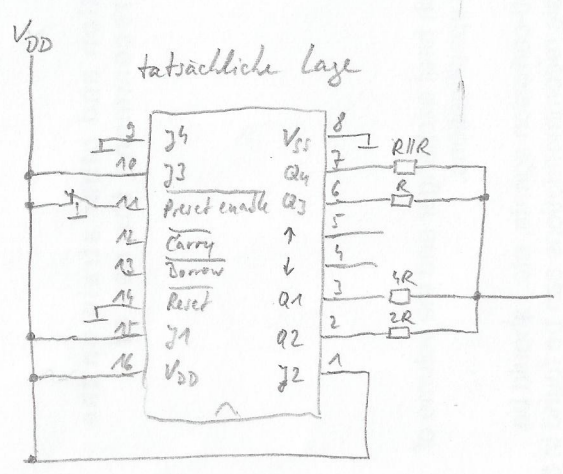 VDD
tatsächliche Lage
9 J4 VSS 8
10 J3 Q4 7 R||R
11 Preset enable Q3 6 R
12 Carry ↑ 5
13 Borrow ↓ 4
14 Reset Q1 3 4R
15 J1 Q2 2 2R
16 VDD J2 1